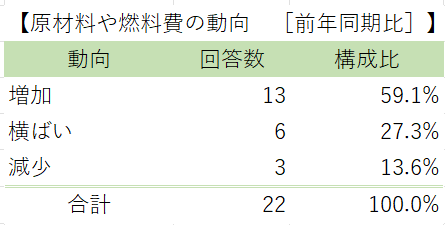 【原材料や燃料費の動向　［前年同期比］】
動向 回答数 構成比
増加 13 59.1%
横ばい 6 27.3%
減少 3 13.6%
合計 22 100.0%